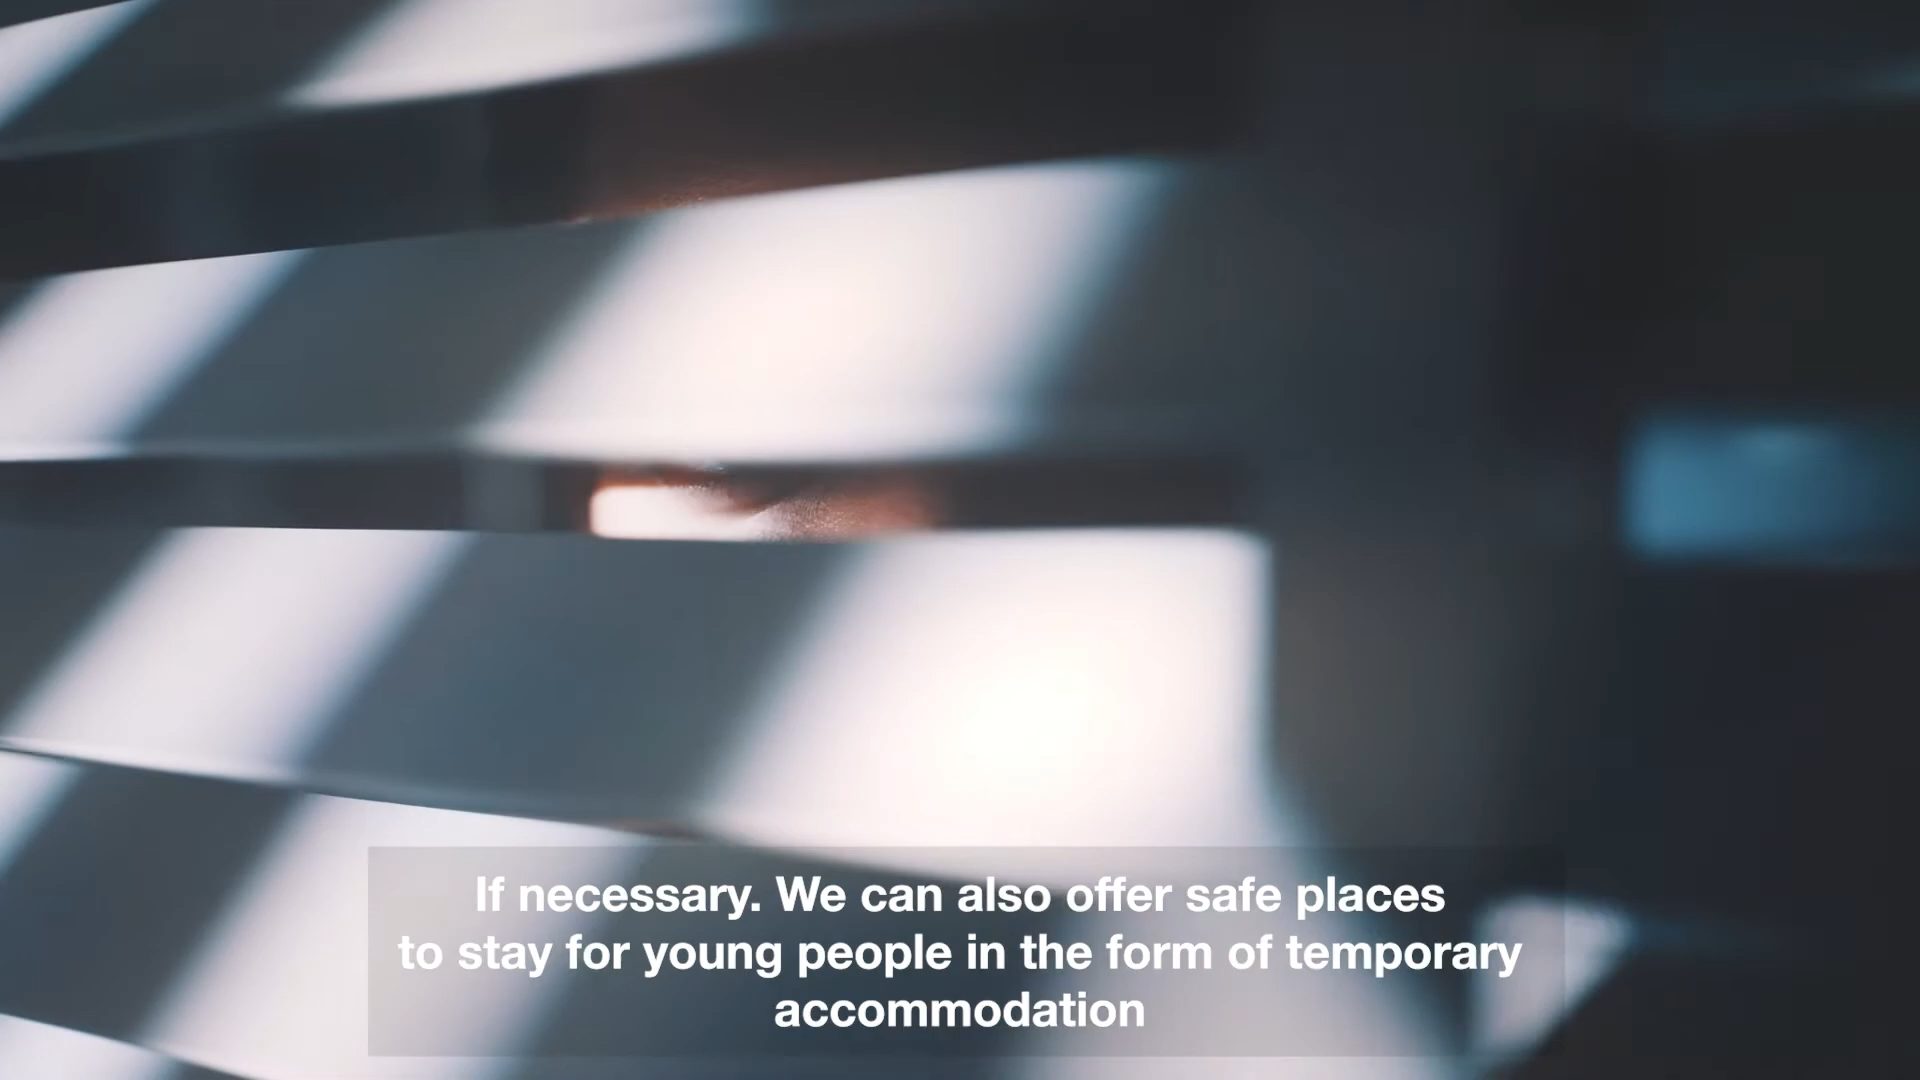 If necessary. We can also offer safe places
to stay for young people in the form of temporary
accommodation